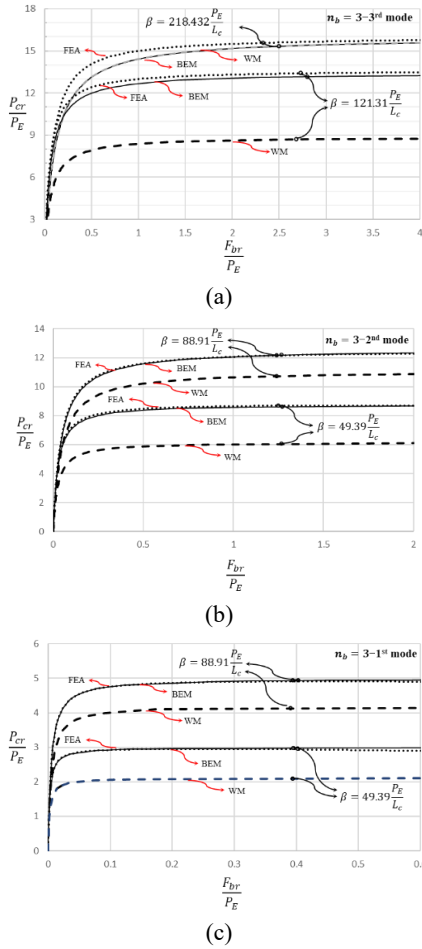 n_b = 3-3rd mode
β = 218.432 P_E/L_c
18
15
12
9
6
3
P_cr/P_E
FEA
BEM
WM
FEA
BEM
β = 121.31 P_E/L_c
WM
0 0.5 1 1.5 2 2.5 3 3.5 4
F_br/P_E
(a)
n_b = 3-2nd mode
β = 88.91 P_E/L_c
14
12
10
8
6
4
2
0
P_cr/P_E
FEA
BEM
WM
FEA
BEM
β = 49.39 P_E/L_c
WM
0 0.5 1 1.5 2
F_br/P_E
(b)
n_b = 3-1st mode
β = 88.91 P_E/L_c
6
5
4
3
2
1
0
P_cr/P_E
FEA
BEM
WM
FEA
BEM
WM
β = 49.39 P_E/L_c
0 0.1 0.2 0.3 0.4 0.5 0.6
F_br/P_E
(c)